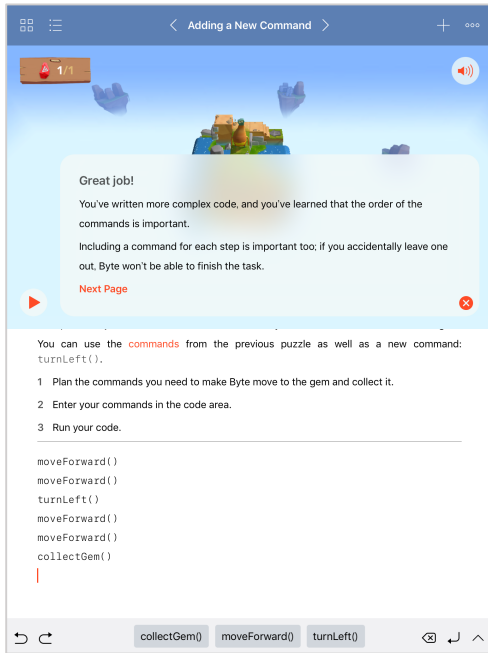 Adding a New Command
1/1
Great job!
You've written more complex code, and you've learned that the order of the
commands is important.
Including a command for each step is important too; if you accidentally leave one
out, Byte won't be able to finish the task.
Next Page
You can use the commands from the previous puzzle as well as a new command:
turnLeft().
1 Plan the commands you need to make Byte move to the gem and collect it.
2 Enter your commands in the code area.
3 Run your code.
moveForward()
moveForward()
turnLeft()
moveForward()
moveForward()
collectGem()
collectGem() moveForward() turnLeft()